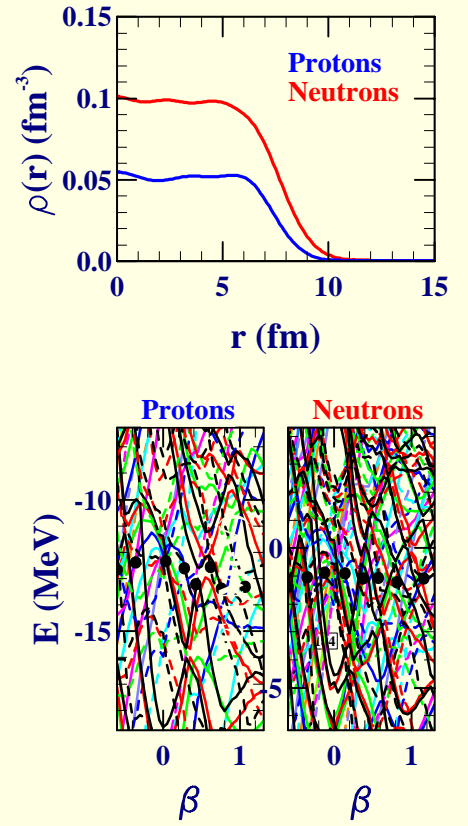 0.15
0.1
0.05
0.0
ρ(r) (fm⁻³)
Protons
Neutrons
0 5 10 15
r (fm)
Protons Neutrons
E (MeV)
-10
-15
0
-5
0 1 0 1
β β